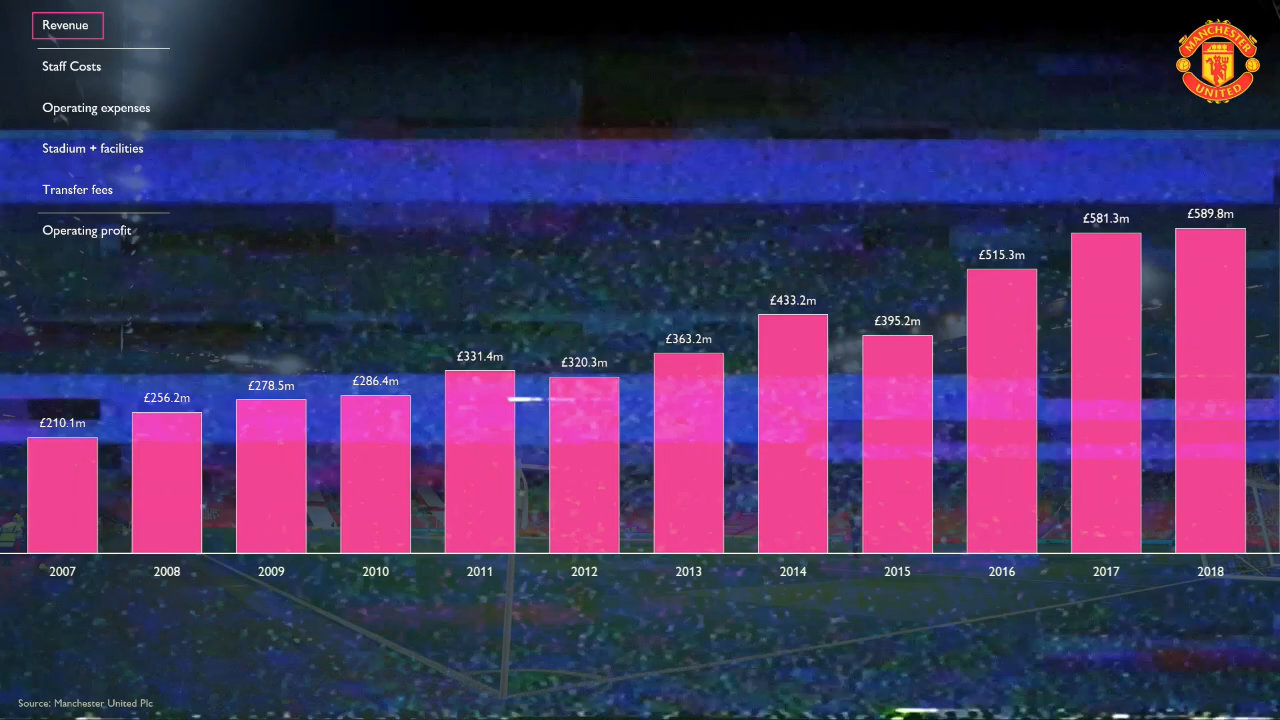 Revenue
Staff Costs
Operating expenses
Stadium + facilities
Transfer fees
Operating profit
MANCHESTER
UNITED
£210.1m
£256.2m
£278.5m
£286.4m
£331.4m
£320.3m
£363.2m
£433.2m
£395.2m
£515.3m
£581.3m
£589.8m
2007
2008
2009
2010
2011
2012
2013
2014
2015
2016
2017
2018
Source: Manchester United Plc